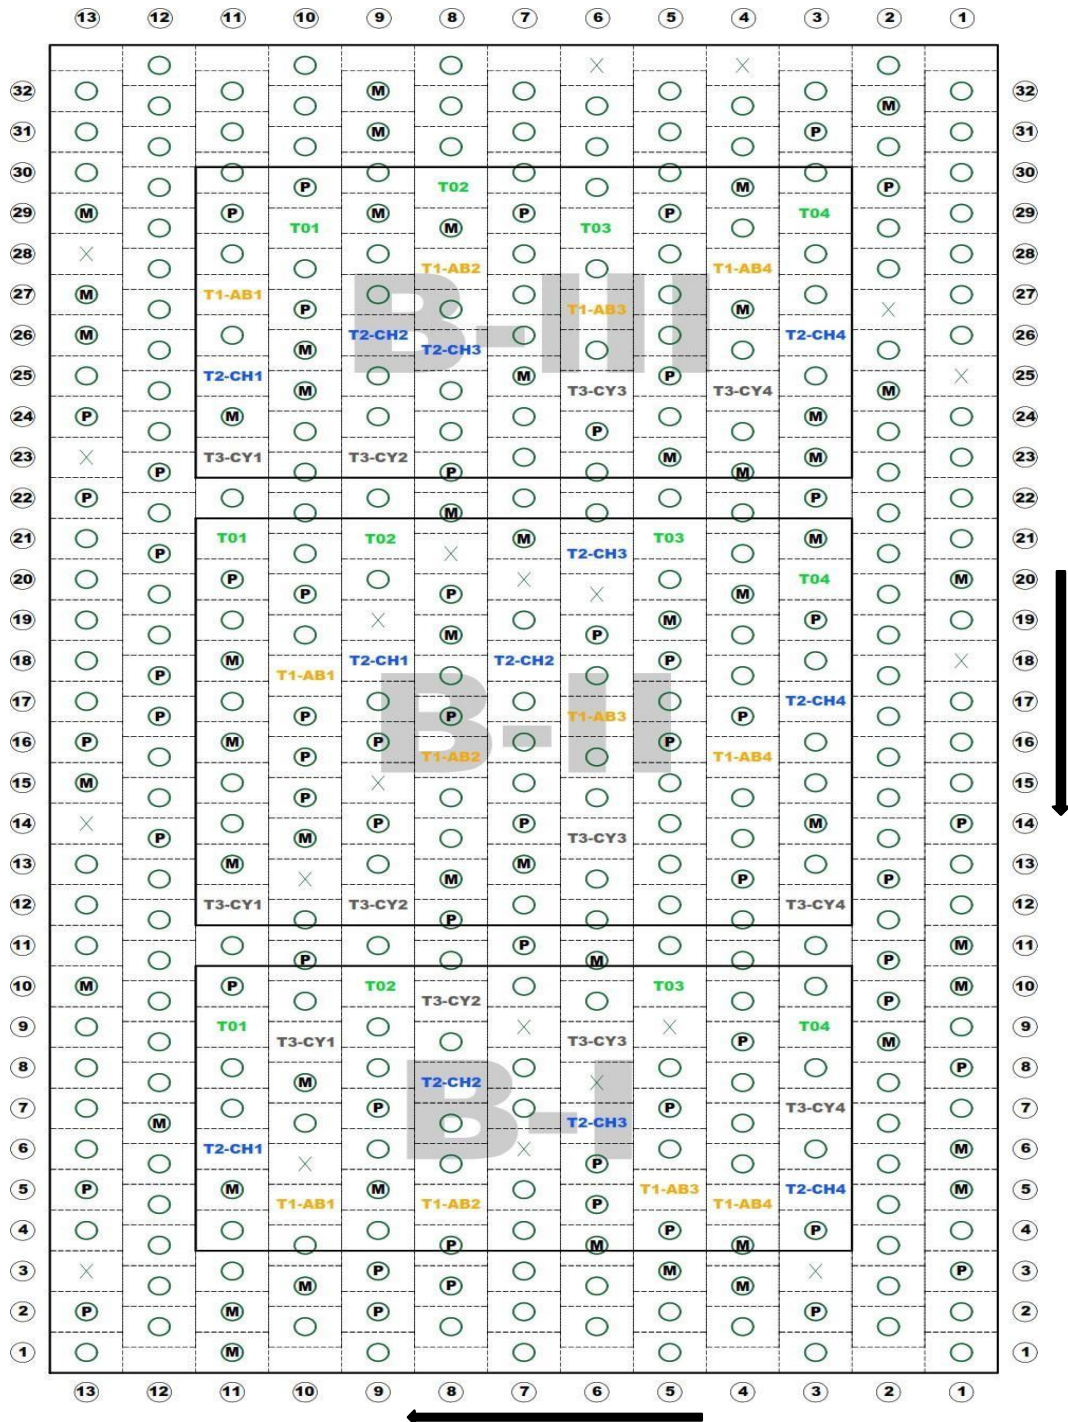 13 12 11 10 9 8 7 6 5 4 3 2 1
32 M 32
M
31 M P 31
30 30
P T02 M P
29 M P M P P T04 29
T01 M T03
28 28
T1-AB2 T1-AB4
27 M T1-AB1 27
P T1-AB3 M
B-III
26 M T2-CH2 T2-CH4 26
M T2-CH3
25 T2-CH1 M P 25
M T3-CY3 T3-CY4 M
24 P M M 24
P
23 T3-CY1 T3-CY2 M M 23
P P M
22 P P 22
M
21 T01 T02 M T03 M 21
P T2-CH3
20 P T04 M 20
P P M
19 M P 19
M P
18 M T2-CH1 T2-CH2 P 18
P T1-AB1
17 T2-CH4 17
P P P T1-AB3 P
B-II
16 P M P P 16
P T1-AB2 T1-AB4
15 M 15
P
14 P P M P 14
P M T3-CY3
13 M M 13
M P P
12 T3-CY1 T3-CY2 T3-CY4 12
P
11 P M 11
P M P
10 M P T02 T03 M 10
T3-CY2 P
9 T01 T04 9
T3-CY1 T3-CY3 P M
8 P 8
M T2-CH2
B-I
7 P P T3-CY4 7
M T2-CH3
6 T2-CH1 M 6
P
5 P M M T1-AB3 T2-CH4 M 5
T1-AB1 T1-AB2 P T1-AB4
4 P P 4
P M M
3 P M P 3
M P M
2 P M P P 2
1 M 1
13 12 11 10 9 8 7 6 5 4 3 2 1